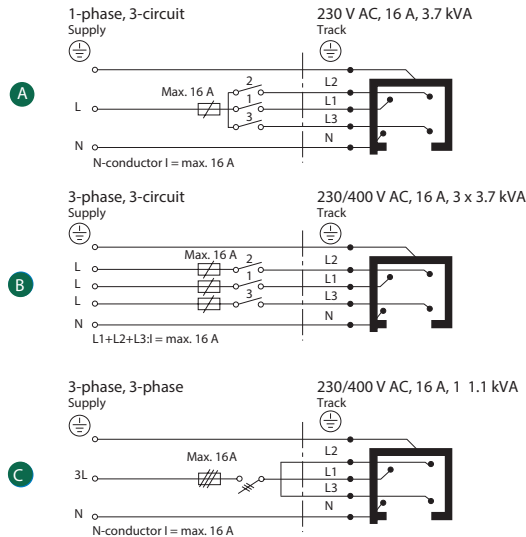 1-phase, 3-circuit
Supply
230 V AC, 16 A, 3.7 kVA
Track
A
Max. 16 A
2
1
3
L2
L1
L3
L
N
N
N-conductor I = max. 16 A
3-phase, 3-circuit
Supply
230/400 V AC, 16 A, 3 x 3.7 kVA
Track
B
Max. 16 A
2
1
3
L2
L1
L3
L
L
L
N
N
L1+L2+L3:I = max. 16 A
3-phase, 3-phase
Supply
230/400 V AC, 16 A, 1 1.1 kVA
Track
C
Max. 16A
L2
L1
L3
3L
N
N
N-conductor I = max. 16 A